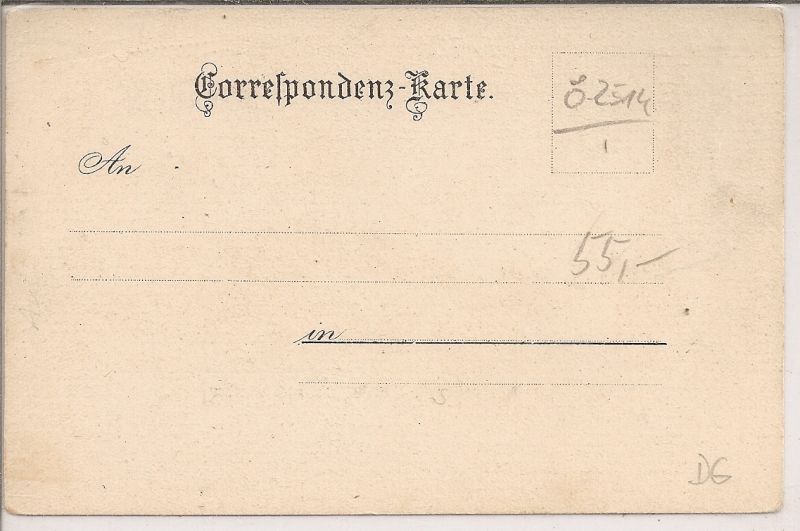 Correſpondenz-Karte.
Ö-2514
1
An
55,-
in
DG